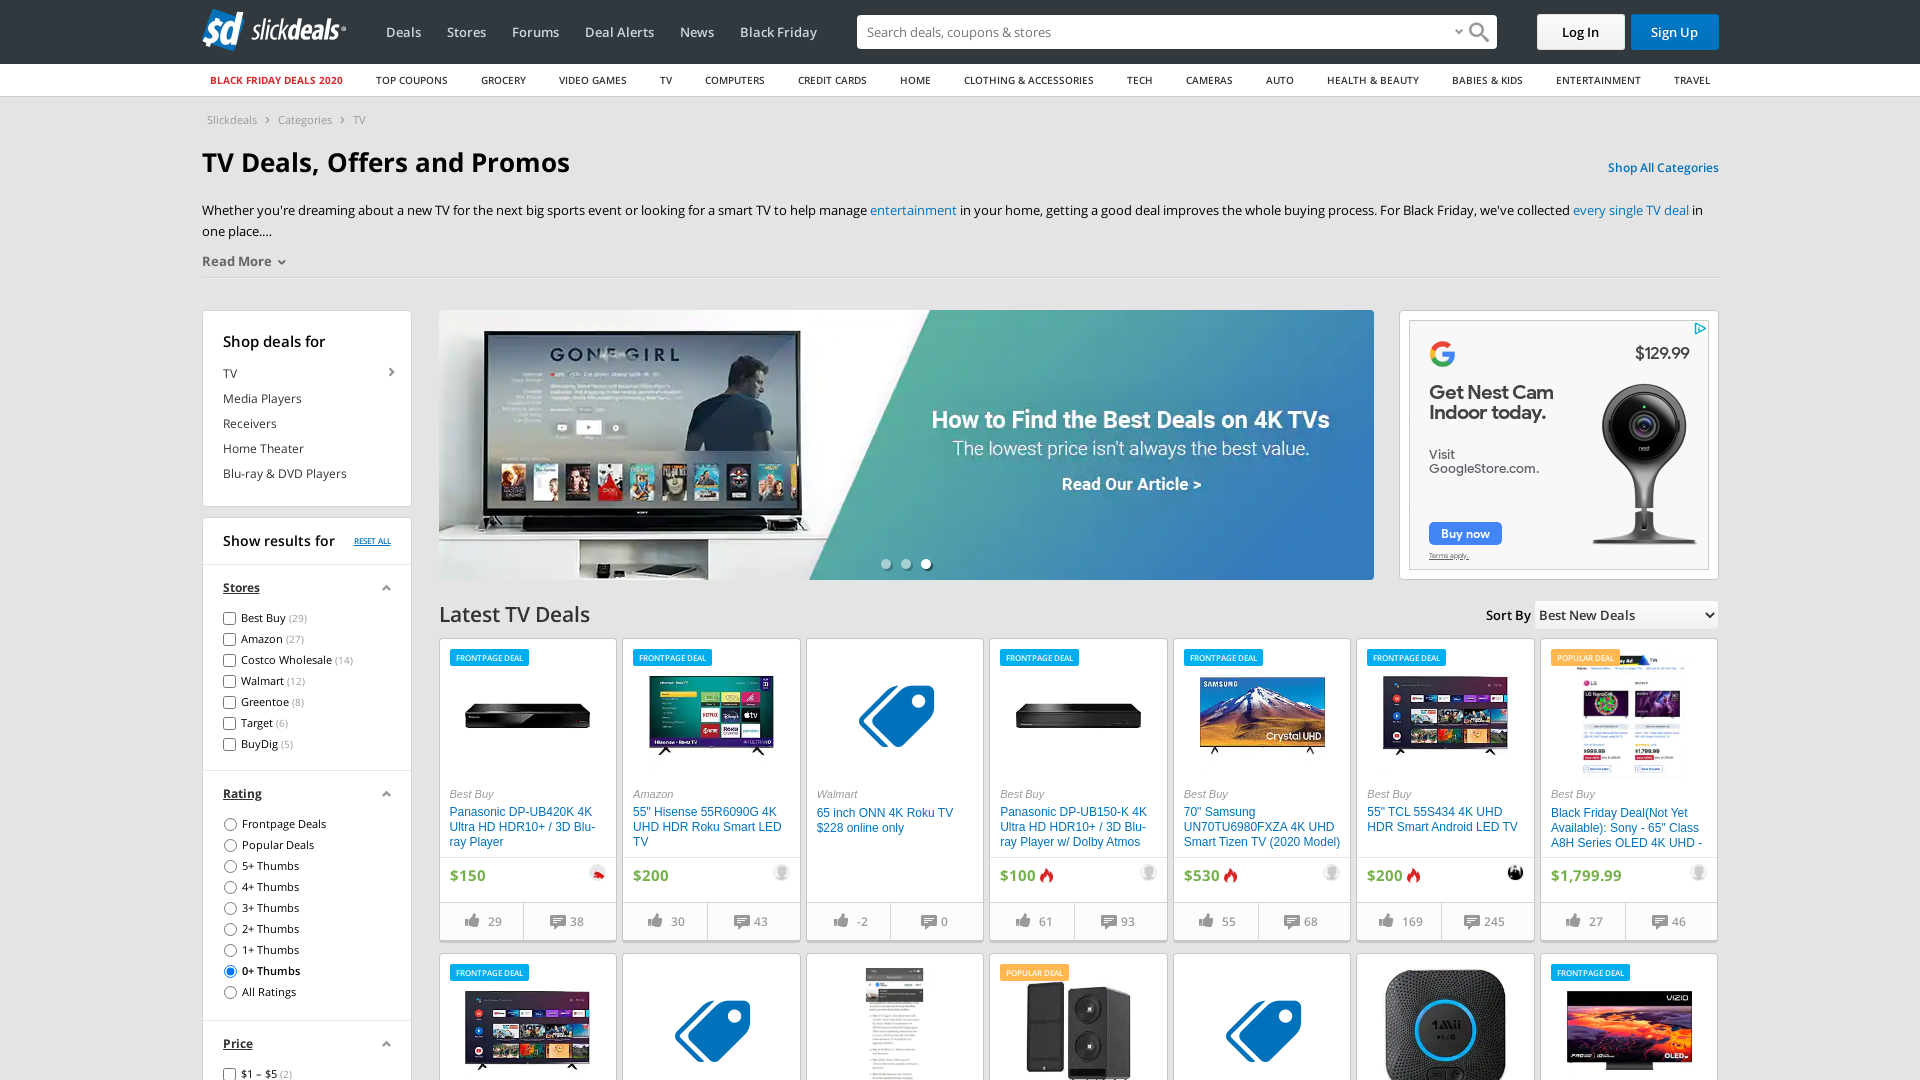 slickdeals
Deals
Stores
Forums
Deal Alerts
News
Black Friday
Search deals, coupons & stores
Log In
Sign Up
BLACK FRIDAY DEALS 2020
TOP COUPONS
GROCERY
VIDEO GAMES
TV
COMPUTERS
CREDIT CARDS
HOME
CLOTHING & ACCESSORIES
TECH
CAMERAS
AUTO
HEALTH & BEAUTY
BABIES & KIDS
ENTERTAINMENT
TRAVEL
Slickdeals
Categories
TV
TV Deals, Offers and Promos
Shop All Categories
Whether you're dreaming about a new TV for the next big sports event or looking for a smart TV to help manage entertainment in your home, getting a good deal improves the whole buying process. For Black Friday, we've collected every single TV deal in
one place....
Read More
Shop deals for
TV
Media Players
Receivers
Home Theater
Blu-ray & DVD Players
Show results for
RESET ALL
Stores
Best Buy (29)
Amazon (27)
Costco Wholesale (14)
Walmart (12)
Greentoe (8)
Target (6)
BuyDig (5)
Rating
Frontpage Deals
Popular Deals
5+ Thumbs
4+ Thumbs
3+ Thumbs
2+ Thumbs
1+ Thumbs
0+ Thumbs
All Ratings
Price
$1 – $5 (2)
GONE GIRL
How to Find the Best Deals on 4K TVs
The lowest price isn't always the best value.
Read Our Article >
$129.99
Get Nest Cam
Indoor today.
Visit
GoogleStore.com.
nest
Buy now
Terms apply.
Latest TV Deals
Sort By
Best New Deals
FRONTPAGE DEAL
Best Buy
Panasonic DP-UB420K 4K
Ultra HD HDR10+ / 3D Blu-
ray Player
$150
29
38
FRONTPAGE DEAL
Hisense Roku TV
Amazon
55" Hisense 55R6090G 4K
UHD HDR Roku Smart LED
TV
$200
30
43
Walmart
65 inch ONN 4K Roku TV
$228 online only
-2
0
FRONTPAGE DEAL
Best Buy
Panasonic DP-UB150-K 4K
Ultra HD HDR10+ / 3D Blu-
ray Player w/ Dolby Atmos
$100
61
93
FRONTPAGE DEAL
SAMSUNG
Crystal UHD
Best Buy
70" Samsung
UN70TU6980FXZA 4K UHD
Smart Tizen TV (2020 Model)
$530
55
68
FRONTPAGE DEAL
Best Buy
55" TCL 55S434 4K UHD
HDR Smart Android LED TV
$200
169
245
POPULAR DEAL
$999.99
$1,799.99
Best Buy
Black Friday Deal(Not Yet
Available): Sony - 65" Class
A8H Series OLED 4K UHD -
$1,799.99
27
46
FRONTPAGE DEAL
POPULAR DEAL
1Mii
FRONTPAGE DEAL
VIZIO
OLED